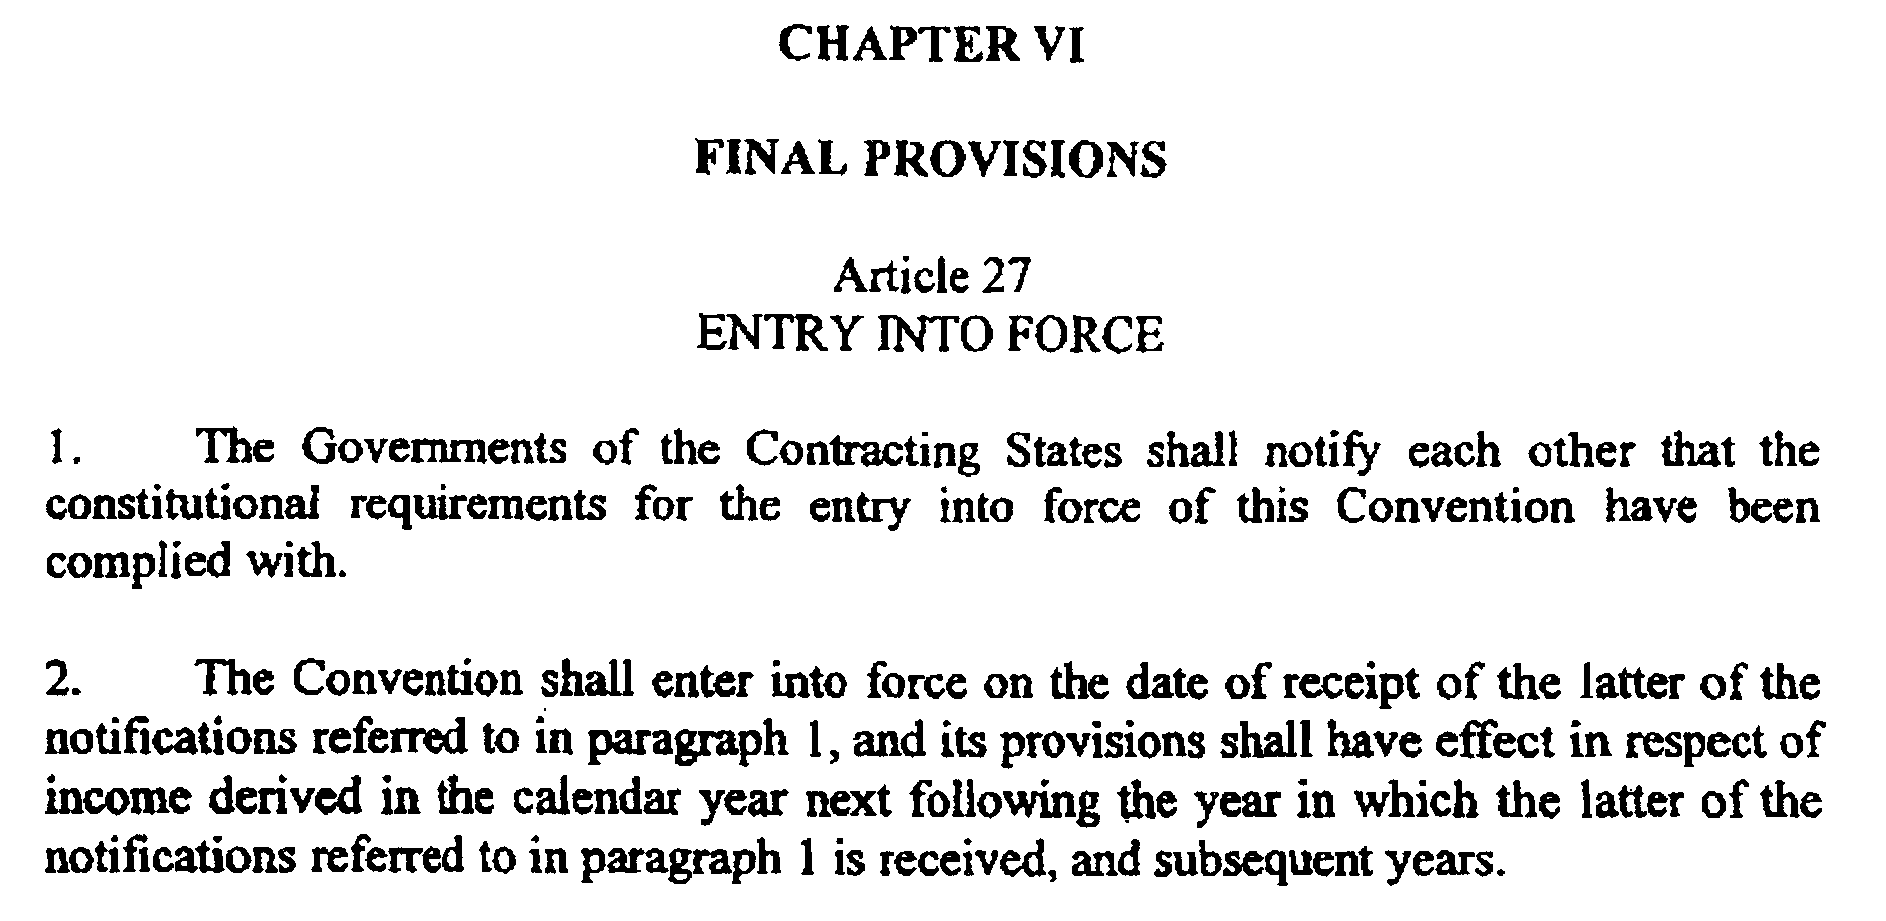 CHAPTER VI
FINAL PROVISIONS
Article 27
ENTRY INTO FORCE
1. The Governments of the Contracting States shall notify each other that the
constitutional requirements for the entry into force of this Convention have been
complied with.
2. The Convention shall enter into force on the date of receipt of the latter of the
notifications referred to in paragraph 1, and its provisions shall have effect in respect of
income derived in the calendar year next following the year in which the latter of the
notifications referred to in paragraph 1 is received, and subsequent years.